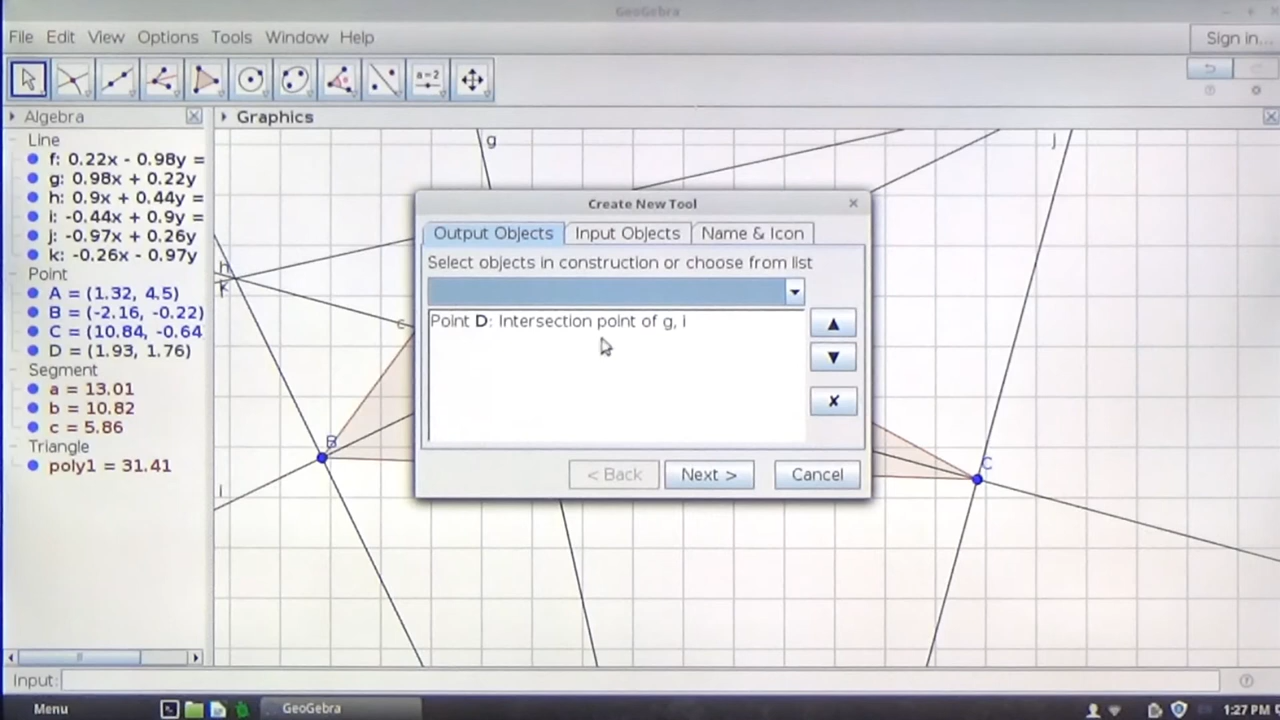 GeoGebra
File Edit View Options Tools Window Help
Sign in...
a=2
Algebra
Graphics
Line
f: 0.22x - 0.98y =
g: 0.98x + 0.22y
h: 0.9x + 0.44y =
i: -0.44x + 0.9y =
j: -0.97x + 0.26y
k: -0.26x - 0.97y
Point
A = (1.32, 4.5)
B = (-2.16, -0.22)
C = (10.84, -0.64
D = (1.93, 1.76)
Segment
a = 13.01
b = 10.82
c = 5.86
Triangle
poly1 = 31.41
g
j
h
k
c
B
i
C
Create New Tool
Output Objects Input Objects Name & Icon
Select objects in construction or choose from list
Point D: Intersection point of g, i
< Back Next > Cancel
Input:
Menu
GeoGebra
1:27 PM